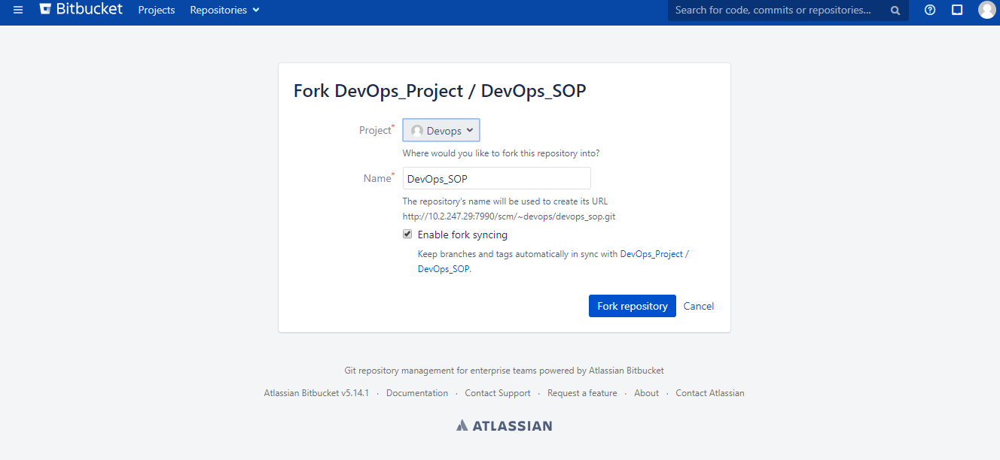 Bitbucket Projects Repositories Search for code, commits or repositories...
Fork DevOps_Project / DevOps_SOP
Project* Devops
Where would you like to fork this repository into?
Name* DevOps_SOP
The repository's name will be used to create its URL
http://10.2.247.29:7990/scm/~devops/devops_sop.git
Enable fork syncing
Keep branches and tags automatically in sync with DevOps_Project /
DevOps_SOP.
Fork repository Cancel
Git repository management for enterprise teams powered by Atlassian Bitbucket
Atlassian Bitbucket v5.14.1 · Documentation · Contact Support · Request a feature · About · Contact Atlassian
ATLASSIAN